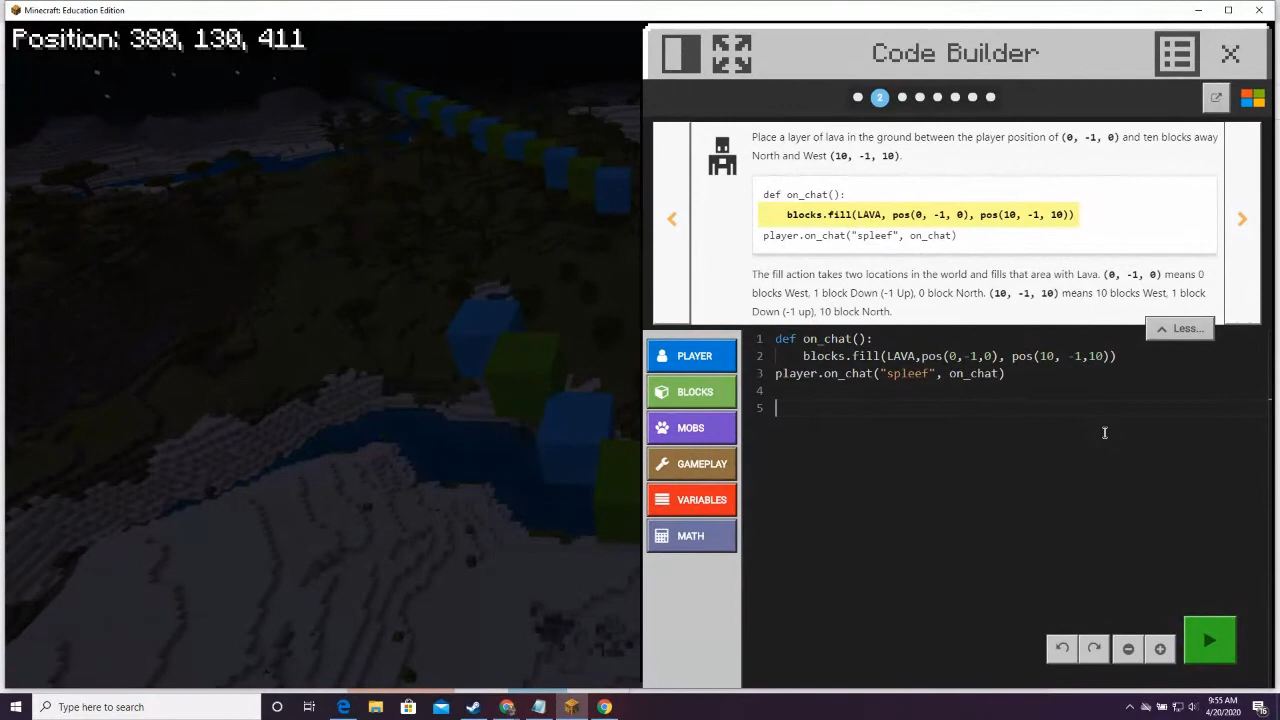 Minecraft: Education Edition
Position: 380, 130, 411
Code Builder
2
Place a layer of lava in the ground between the player position of (0, -1, 0) and ten blocks away
North and West (10, -1, 10).
def on_chat():
    blocks.fill(LAVA, pos(0, -1, 0), pos(10, -1, 10))
player.on_chat("spleef", on_chat)
The fill action takes two locations in the world and fills that area with Lava. (0, -1, 0) means 0
blocks West, 1 block Down (-1 Up), 0 block North. (10, -1, 10) means 10 blocks West, 1 block
Down (-1 up), 10 block North.
Less...
PLAYER
BLOCKS
MOBS
GAMEPLAY
VARIABLES
MATH
1 def on_chat():
2     blocks.fill(LAVA,pos(0,-1,0), pos(10, -1,10))
3 player.on_chat("spleef", on_chat)
4
5
Type here to search
9:55 AM
4/20/2020